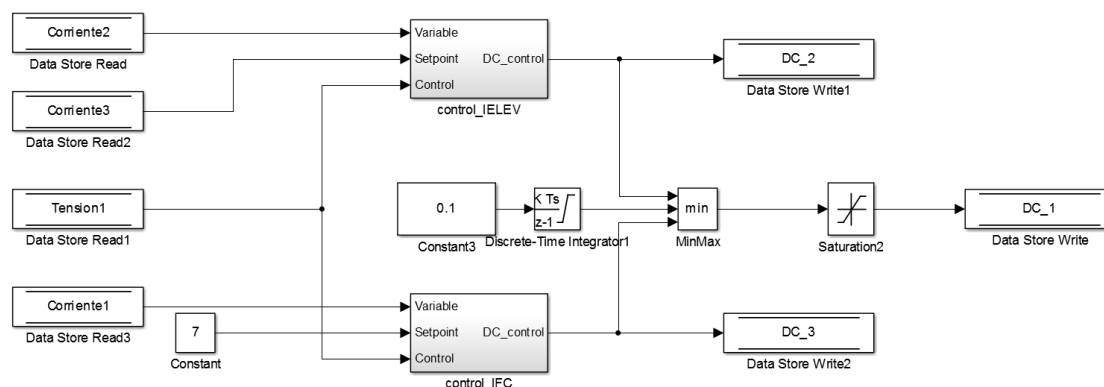 Corriente2
Data Store Read
Corriente3
Data Store Read2
Tension1
Data Store Read1
Corriente1
Data Store Read3
7
Constant
Variable
Setpoint
Control
DC_control
control_IELEV
0.1
Constant3
K Ts
z-1
Discrete-Time Integrator1
min
MinMax
Variable
Setpoint
Control
DC_control
control_IFC
DC_2
Data Store Write1
Saturation2
DC_1
Data Store Write
DC_3
Data Store Write2